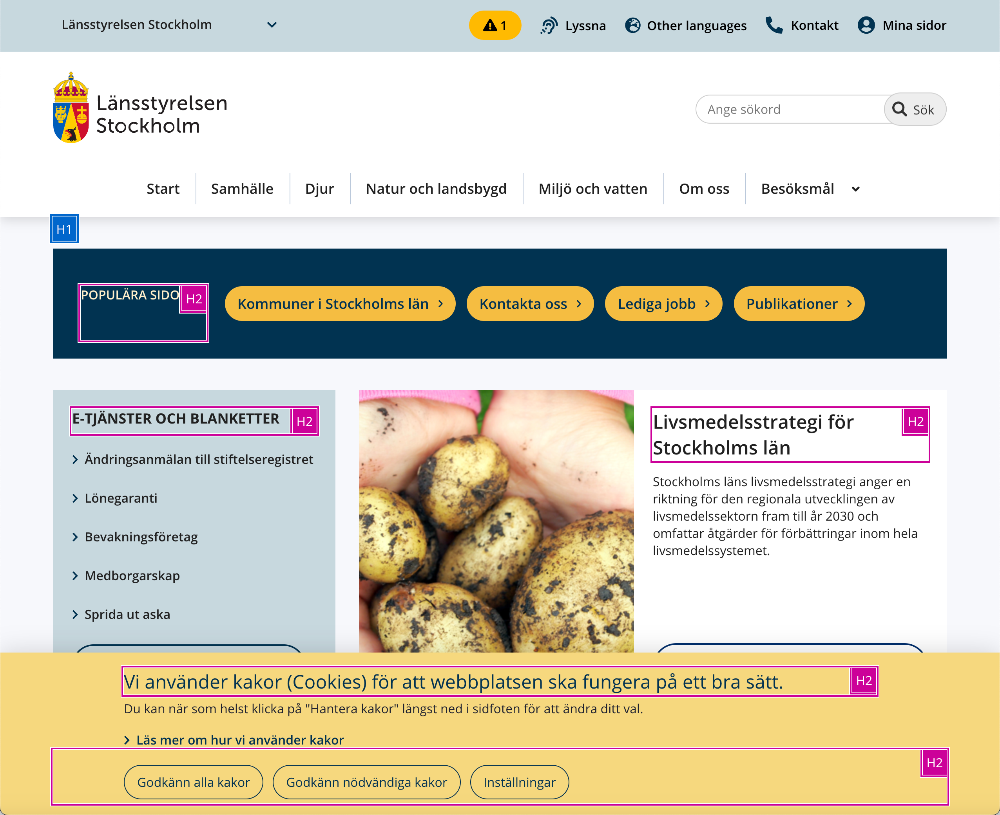 Länsstyrelsen Stockholm
1
Lyssna
Other languages
Kontakt
Mina sidor
Länsstyrelsen
Stockholm
Ange sökord
Sök
Start
Samhälle
Djur
Natur och landsbygd
Miljö och vatten
Om oss
Besöksmål
H1
POPULÄRA SIDO
H2
Kommuner i Stockholms län
Kontakta oss
Lediga jobb
Publikationer
E-TJÄNSTER OCH BLANKETTER
H2
Ändringsanmälan till stiftelseregistret
Lönegaranti
Bevakningsföretag
Medborgarskap
Sprida ut aska
Livsmedelsstrategi för
H2
Stockholms län
Stockholms läns livsmedelsstrategi anger en
riktning för den regionala utvecklingen av
livsmedelssektorn fram till år 2030 och
omfattar åtgärder för förbättringar inom hela
livsmedelssystemet.
Vi använder kakor (Cookies) för att webbplatsen ska fungera på ett bra sätt.
H2
Du kan när som helst klicka på "Hantera kakor" längst ned i sidfoten för att ändra ditt val.
Läs mer om hur vi använder kakor
H2
Godkänn alla kakor
Godkänn nödvändiga kakor
Inställningar